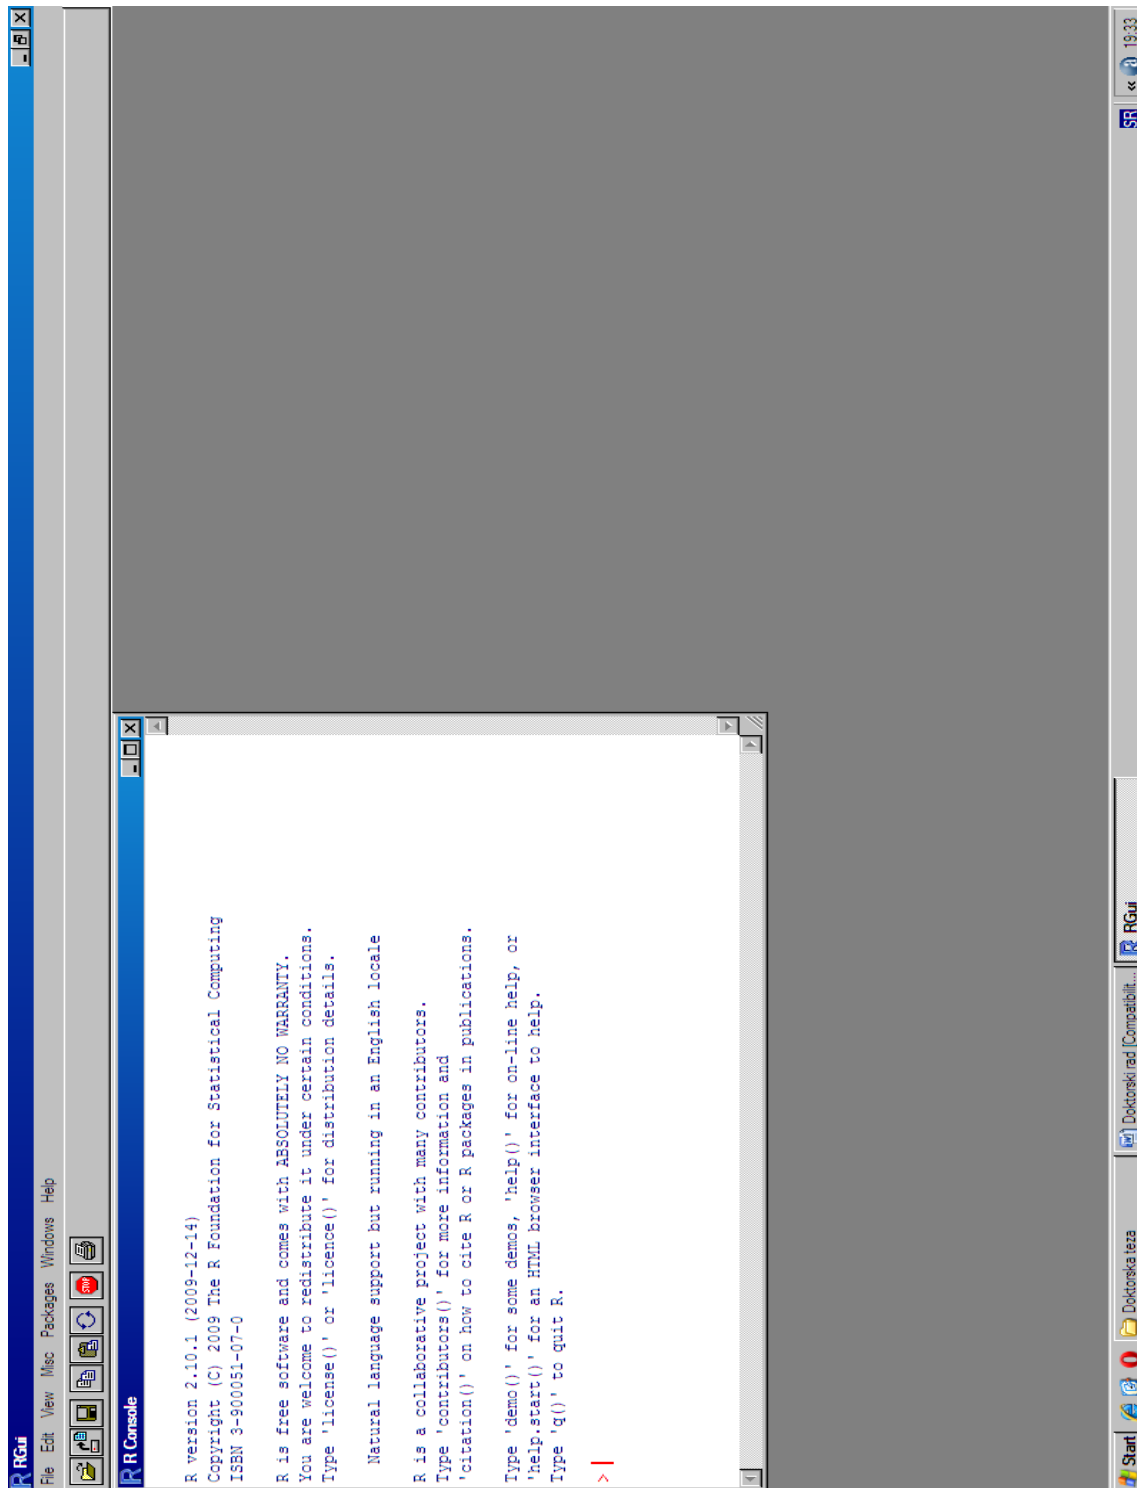 RGui
File Edit View Misc Packages Windows Help
STOP
R Console
R version 2.10.1 (2009-12-14)
Copyright (C) 2009 The R Foundation for Statistical Computing
ISBN 3-900051-07-0
R is free software and comes with ABSOLUTELY NO WARRANTY.
You are welcome to redistribute it under certain conditions.
Type 'license()' or 'licence()' for distribution details.
Natural language support but running in an English locale
R is a collaborative project with many contributors.
Type 'contributors()' for more information and
'citation()' on how to cite R or R packages in publications.
Type 'demo()' for some demos, 'help()' for on-line help, or
'help.start()' for an HTML browser interface to help.
Type 'q()' to quit R.
>
Start Doktorska teza Doktorski rad [Compatibilit... RGui SR « 19:33